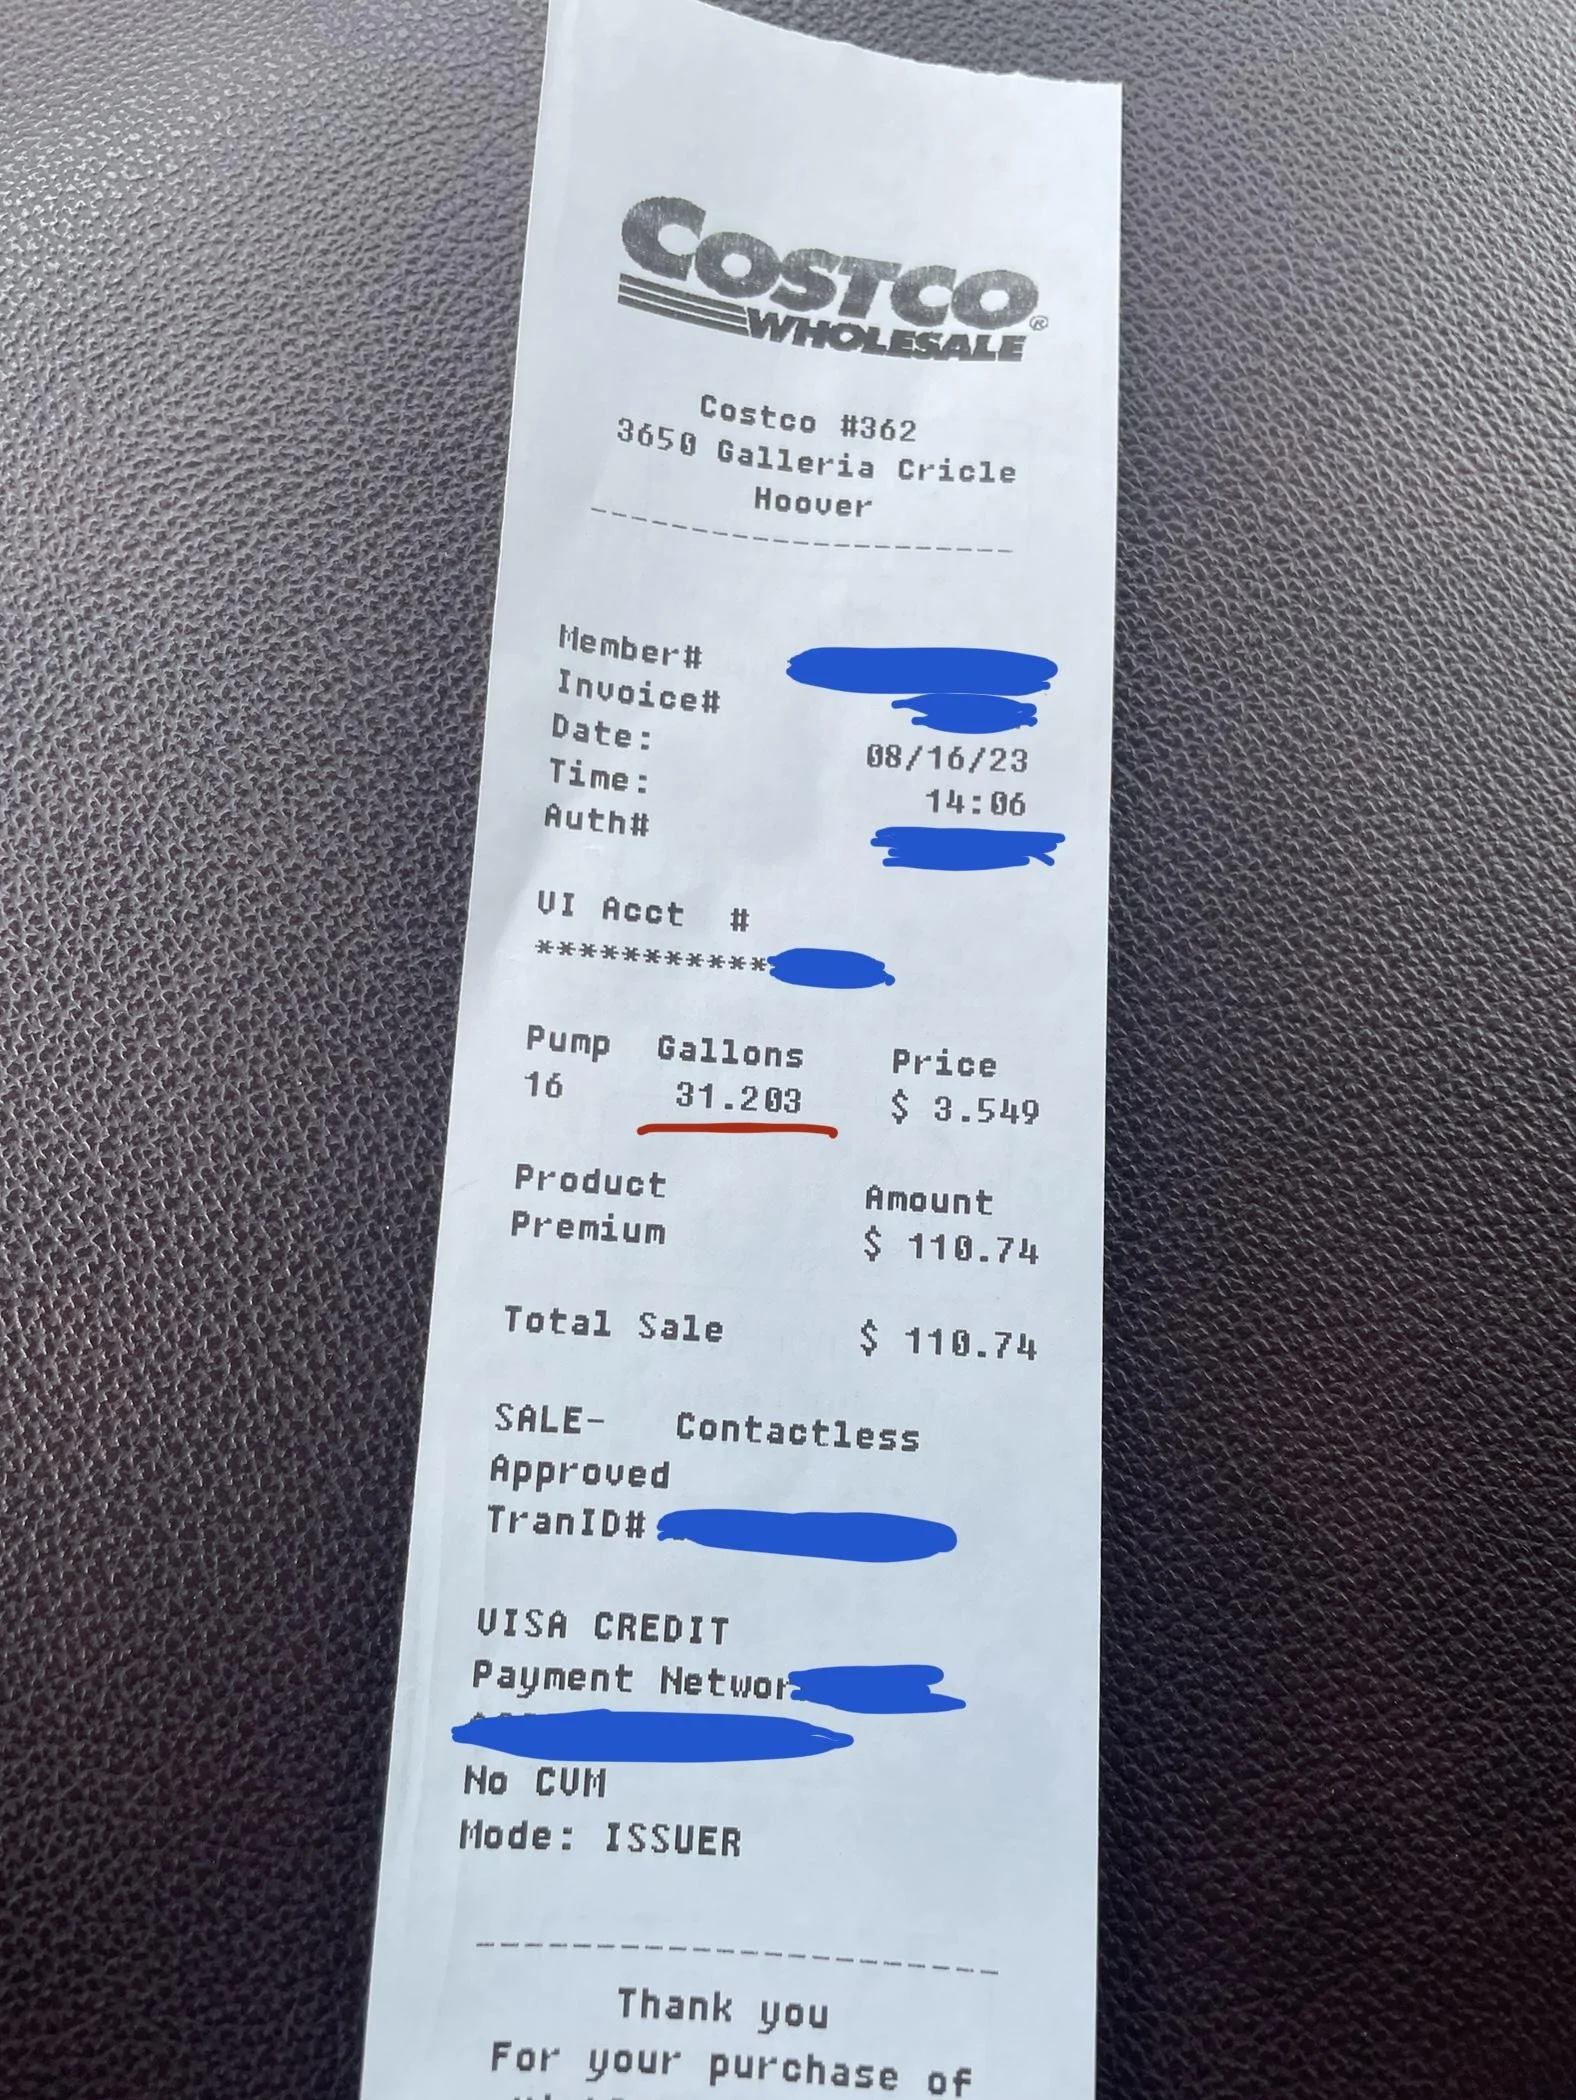 COSTCO®
WHOLESALE
Costco #362
3650 Galleria Cricle
Hoover
Member#
Invoice#
Date: 08/16/23
Time: 14:06
Auth#
VI Acct #
***********
Pump Gallons Price
16 31.203 $ 3.549
Product Amount
Premium $ 110.74
Total Sale $ 110.74
SALE- Contactless
Approved
TranID#
VISA CREDIT
Payment Networ
No CVM
Mode: ISSUER
Thank you
For your purchase of